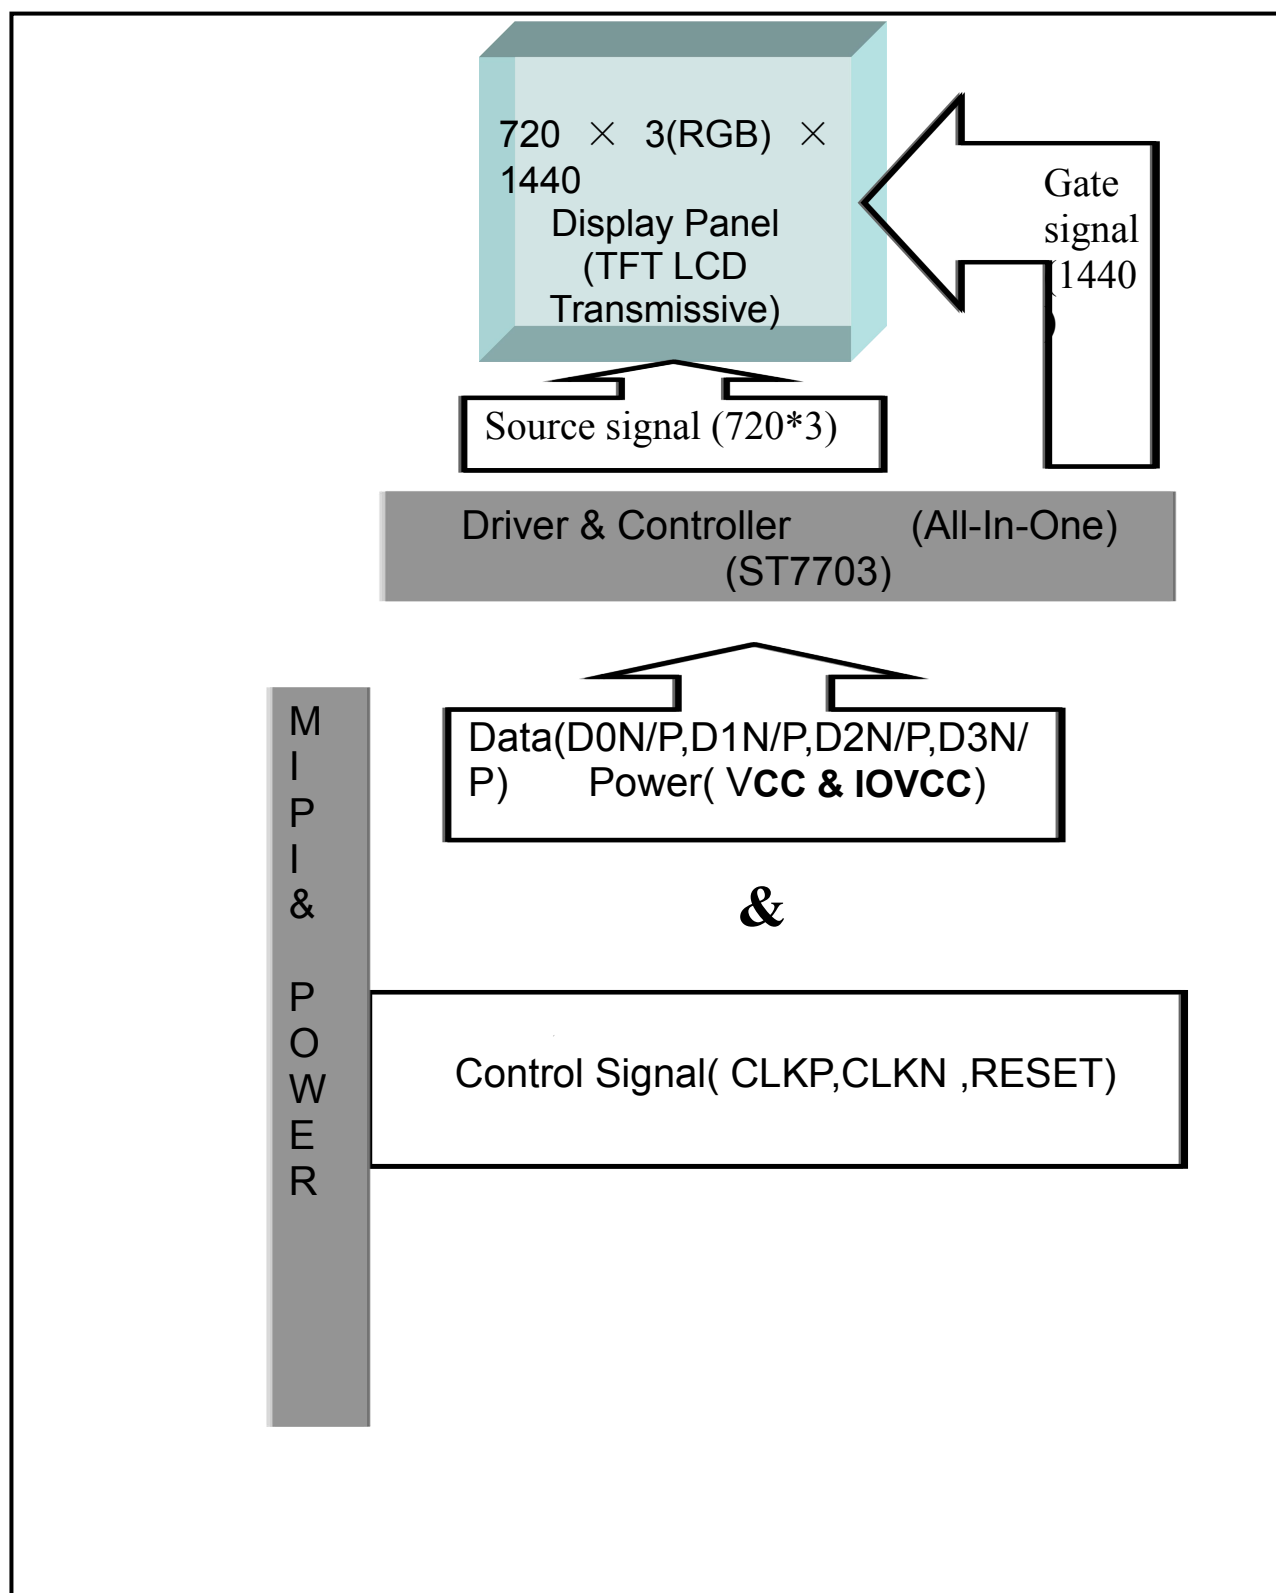 720 × 3(RGB) ×
1440
Display Panel
(TFT LCD
Transmissive)
Gate
signal
(1440
)
Source signal (720*3)
Driver & Controller (All-In-One)
(ST7703)
M
I
P
I
&
P
O
W
E
R
Data(D0N/P,D1N/P,D2N/P,D3N/
P) Power( VCC & IOVCC)
&
Control Signal( CLKP,CLKN ,RESET)